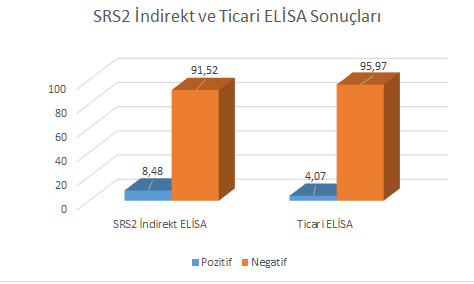 SRS2 İndirekt ve Ticari ELİSA Sonuçları
91,52
95,97
100
80
60
40
20
0
8,48
4,07
SRS2 İndirekt ELİSA
Ticari ELİSA
Pozitif
Negatif